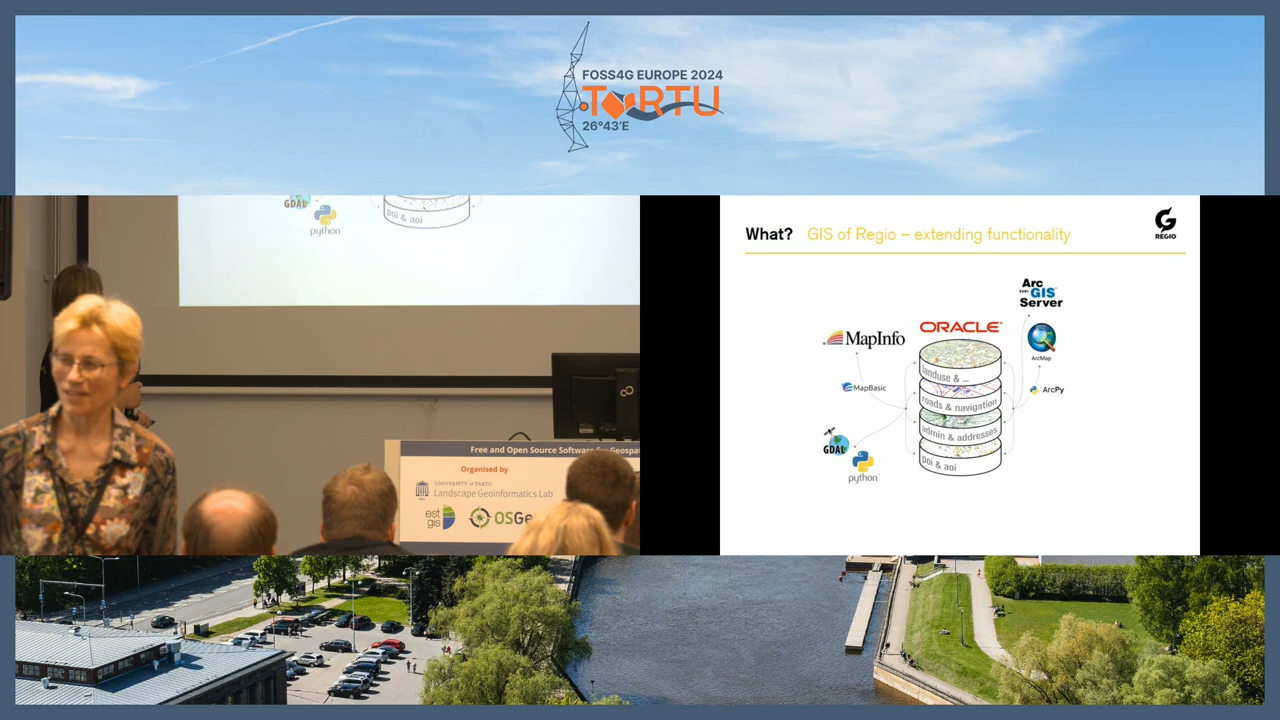 FOSS4G EUROPE 2024
TARTU
26°43'E
GDAL
python
poi & aoi
Free and Open Source Software for Geospa
Organised by
UNIVERSITY OF TARTU
Landscape Geoinformatics Lab
est
gis
OSGe
What? GIS of Regio – extending functionality
REGIO
Arc
ESRI GIS
Server
ORACLE
MapInfo
ArcMap
landuse & ...
MapBasic
ArcPy
roads & navigation
admin & addresses
GDAL
poi & aoi
python